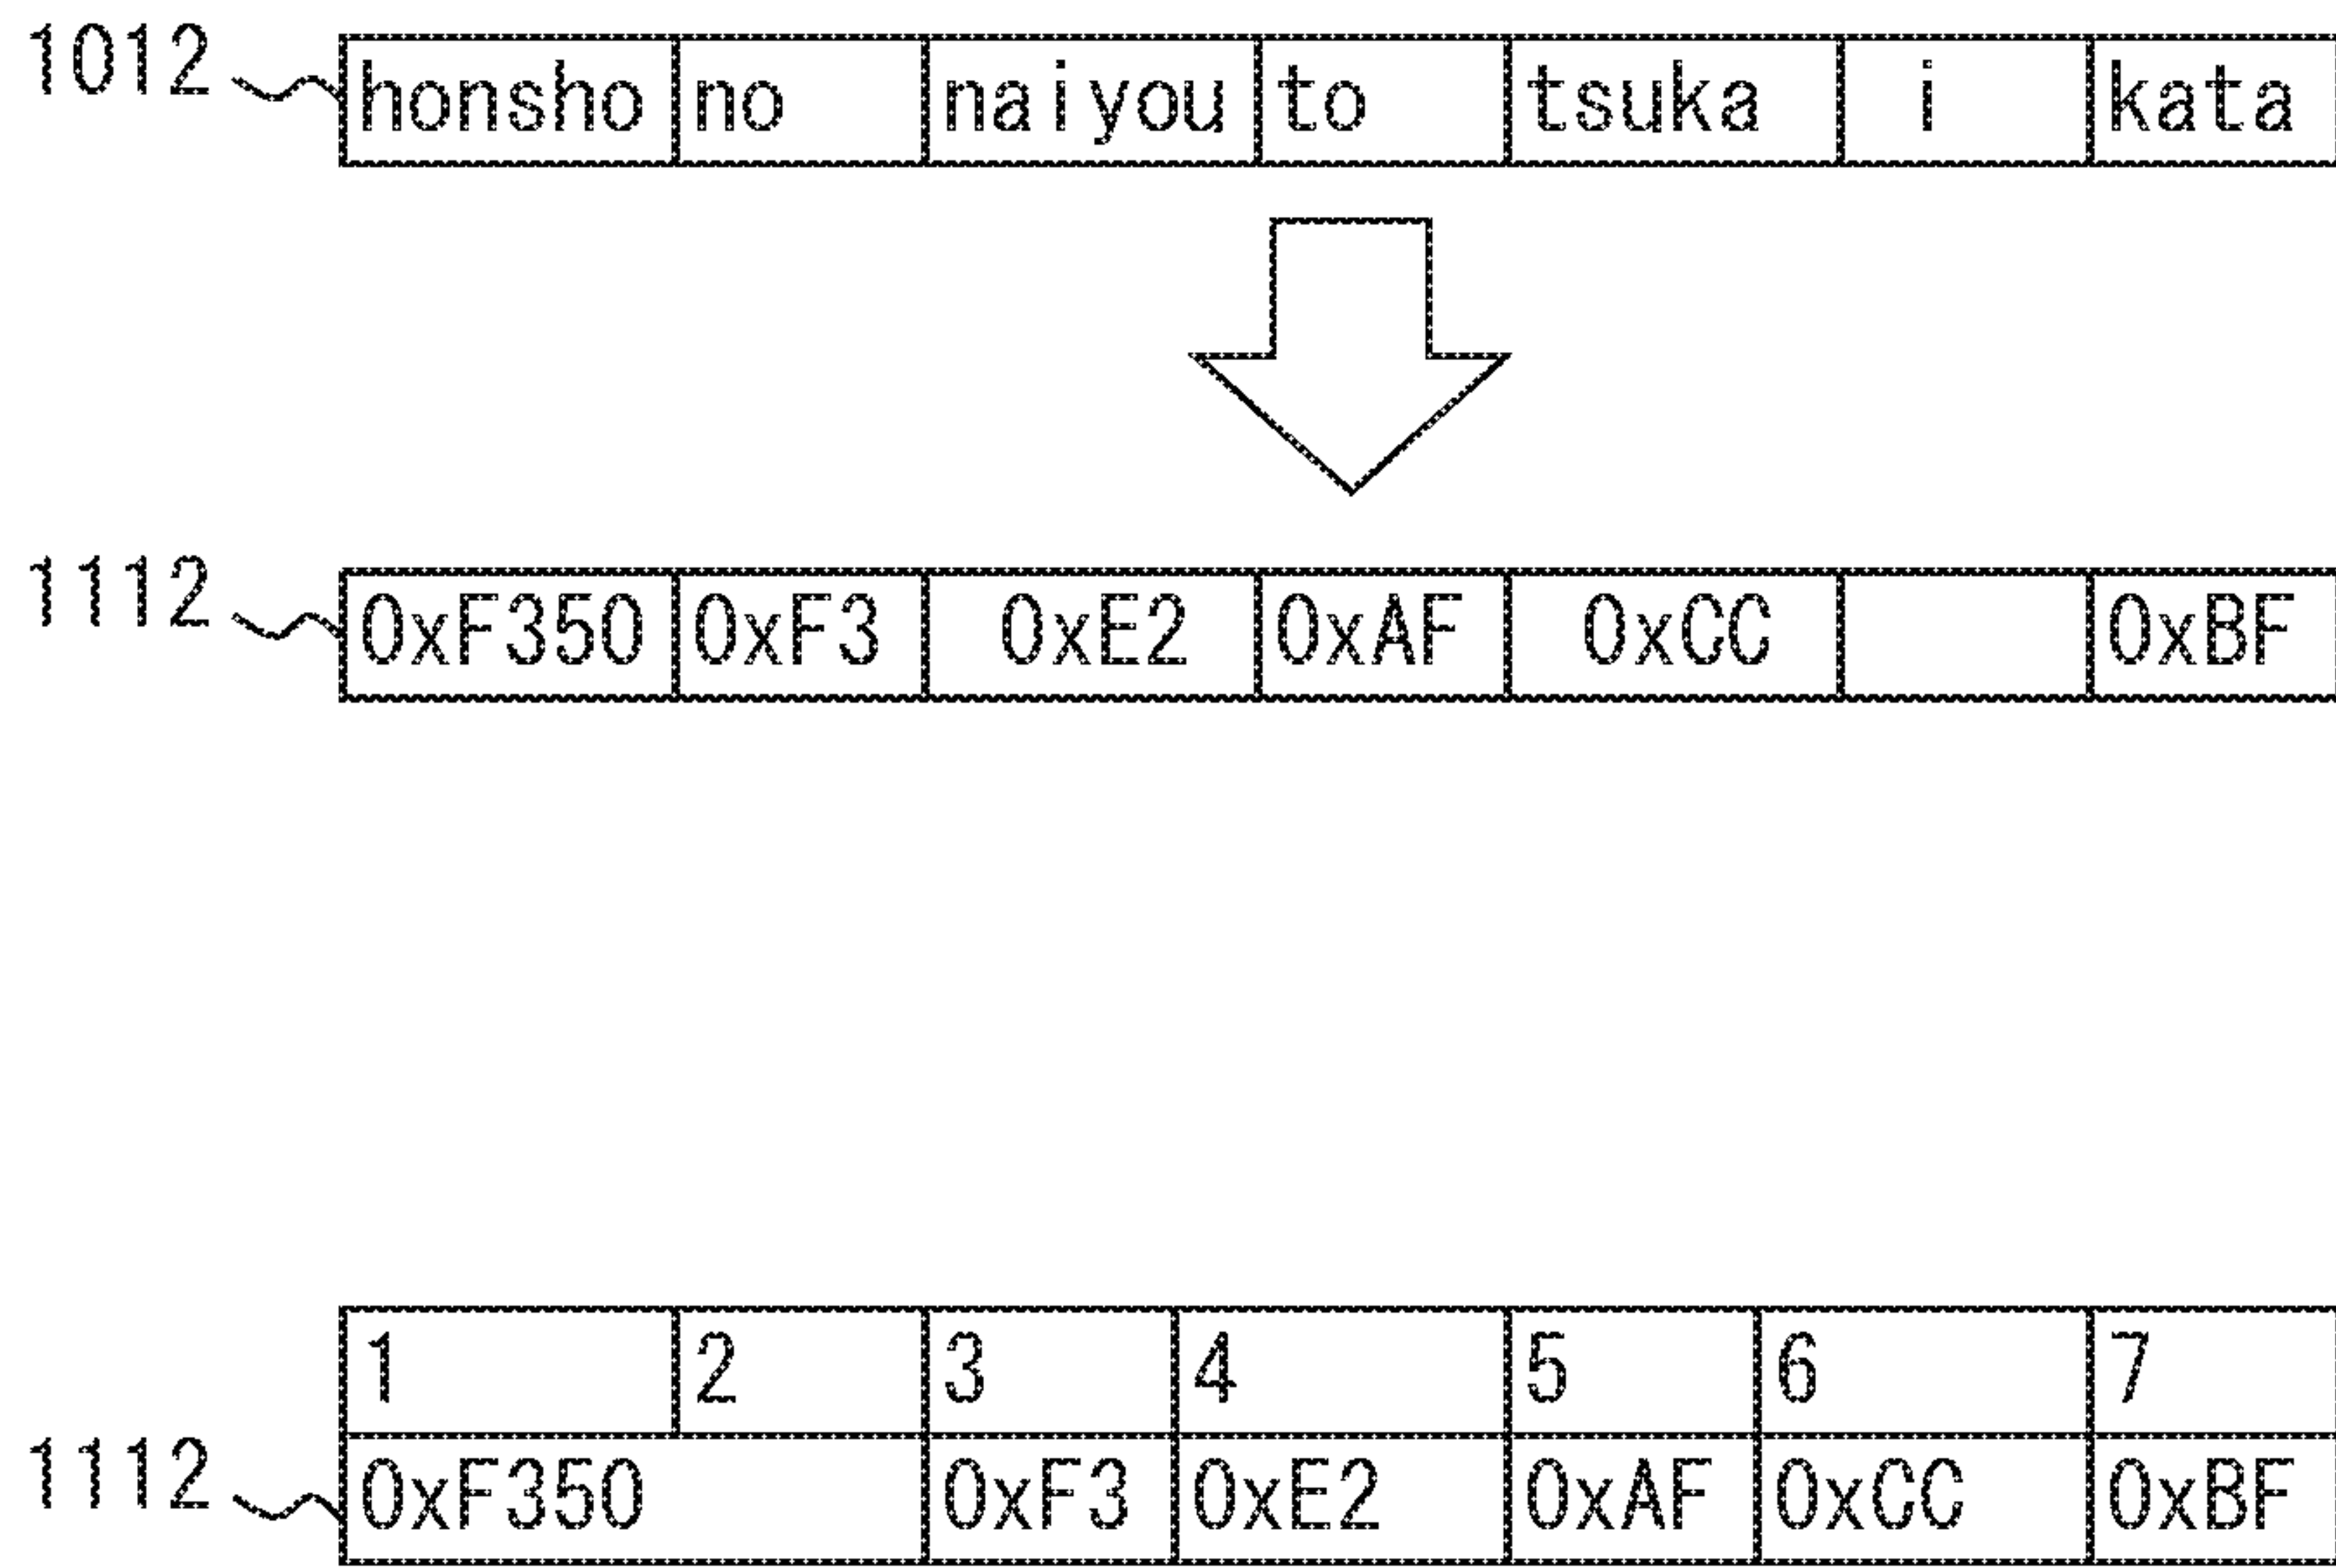 1012 honsho no naiyou to tsuka i kata
1112 0xF350 0xF3 0xE2 0xAF 0xCC 0xBF
1 2 3 4 5 6 7
1112 0xF350 0xF3 0xE2 0xAF 0xCC 0xBF